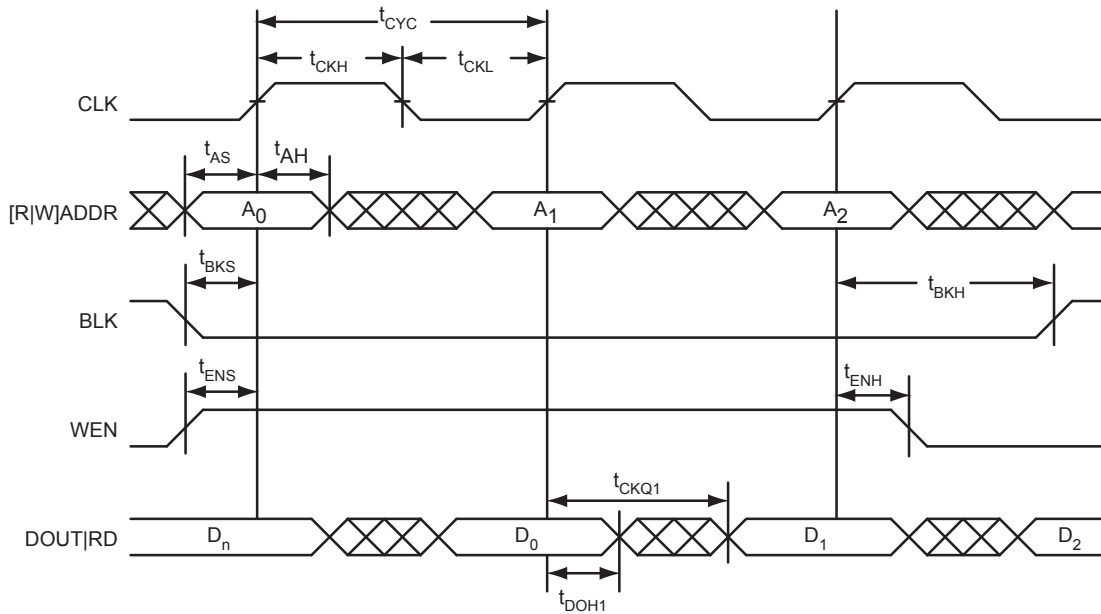 tCYC
tCKH tCKL
CLK
tAS tAH
[R|W]ADDR A0 A1 A2
tBKS tBKH
BLK
tENS tENH
WEN
tCKQ1
DOUT|RD Dn D0 D1 D2
tDOH1